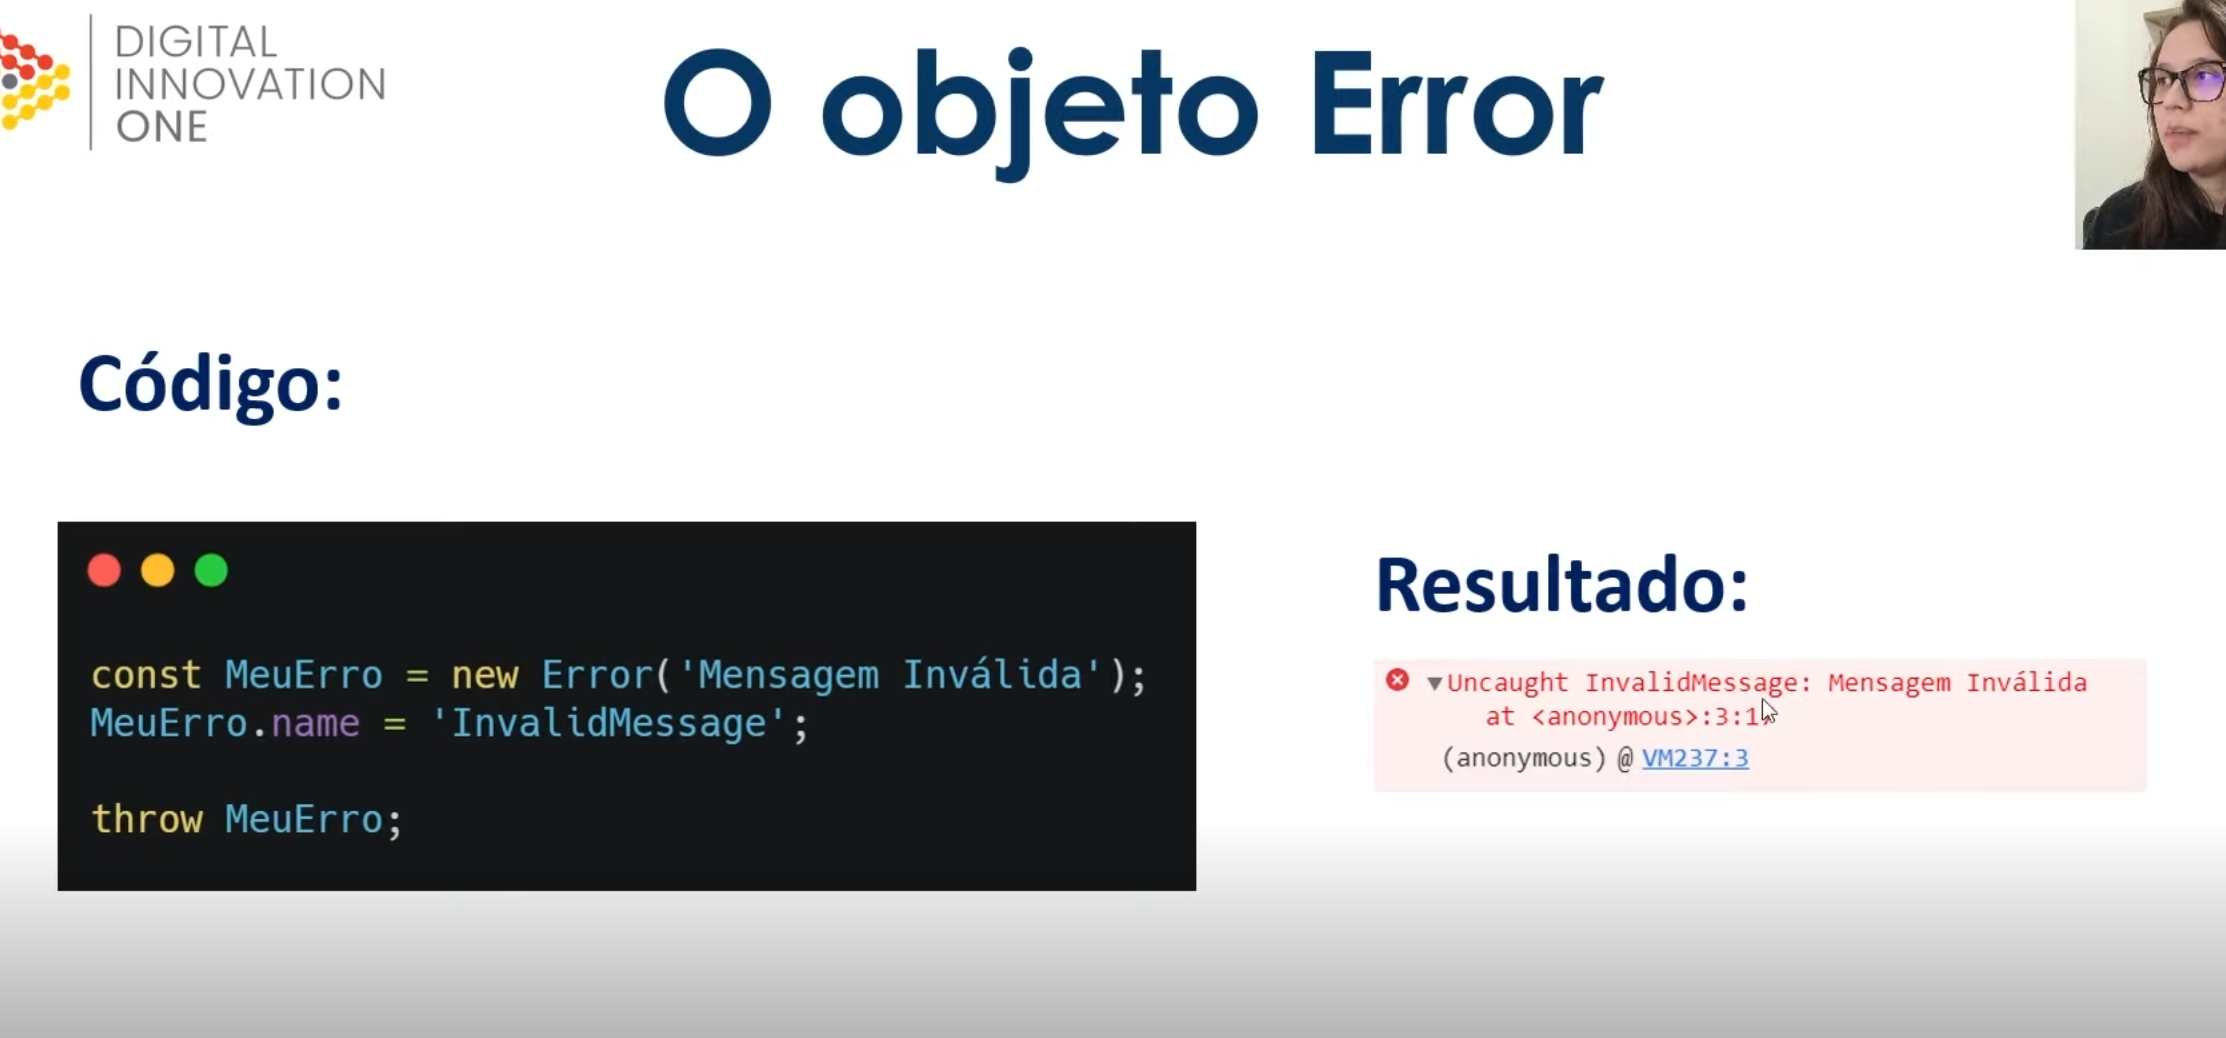 DIGITAL
INNOVATION
ONE
O objeto Error
Código:
const MeuErro = new Error('Mensagem Inválida');
MeuErro.name = 'InvalidMessage';
throw MeuErro;
Resultado:
Uncaught InvalidMessage: Mensagem Inválida
at <anonymous>:3:1
(anonymous) @ VM237:3